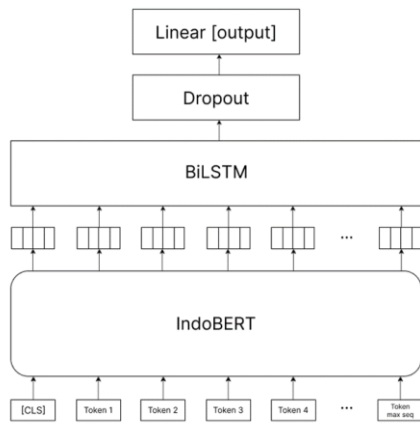 Linear [output]
Dropout
BiLSTM
...
IndoBERT
[CLS] Token 1 Token 2 Token 3 Token 4 ... Token
max seq